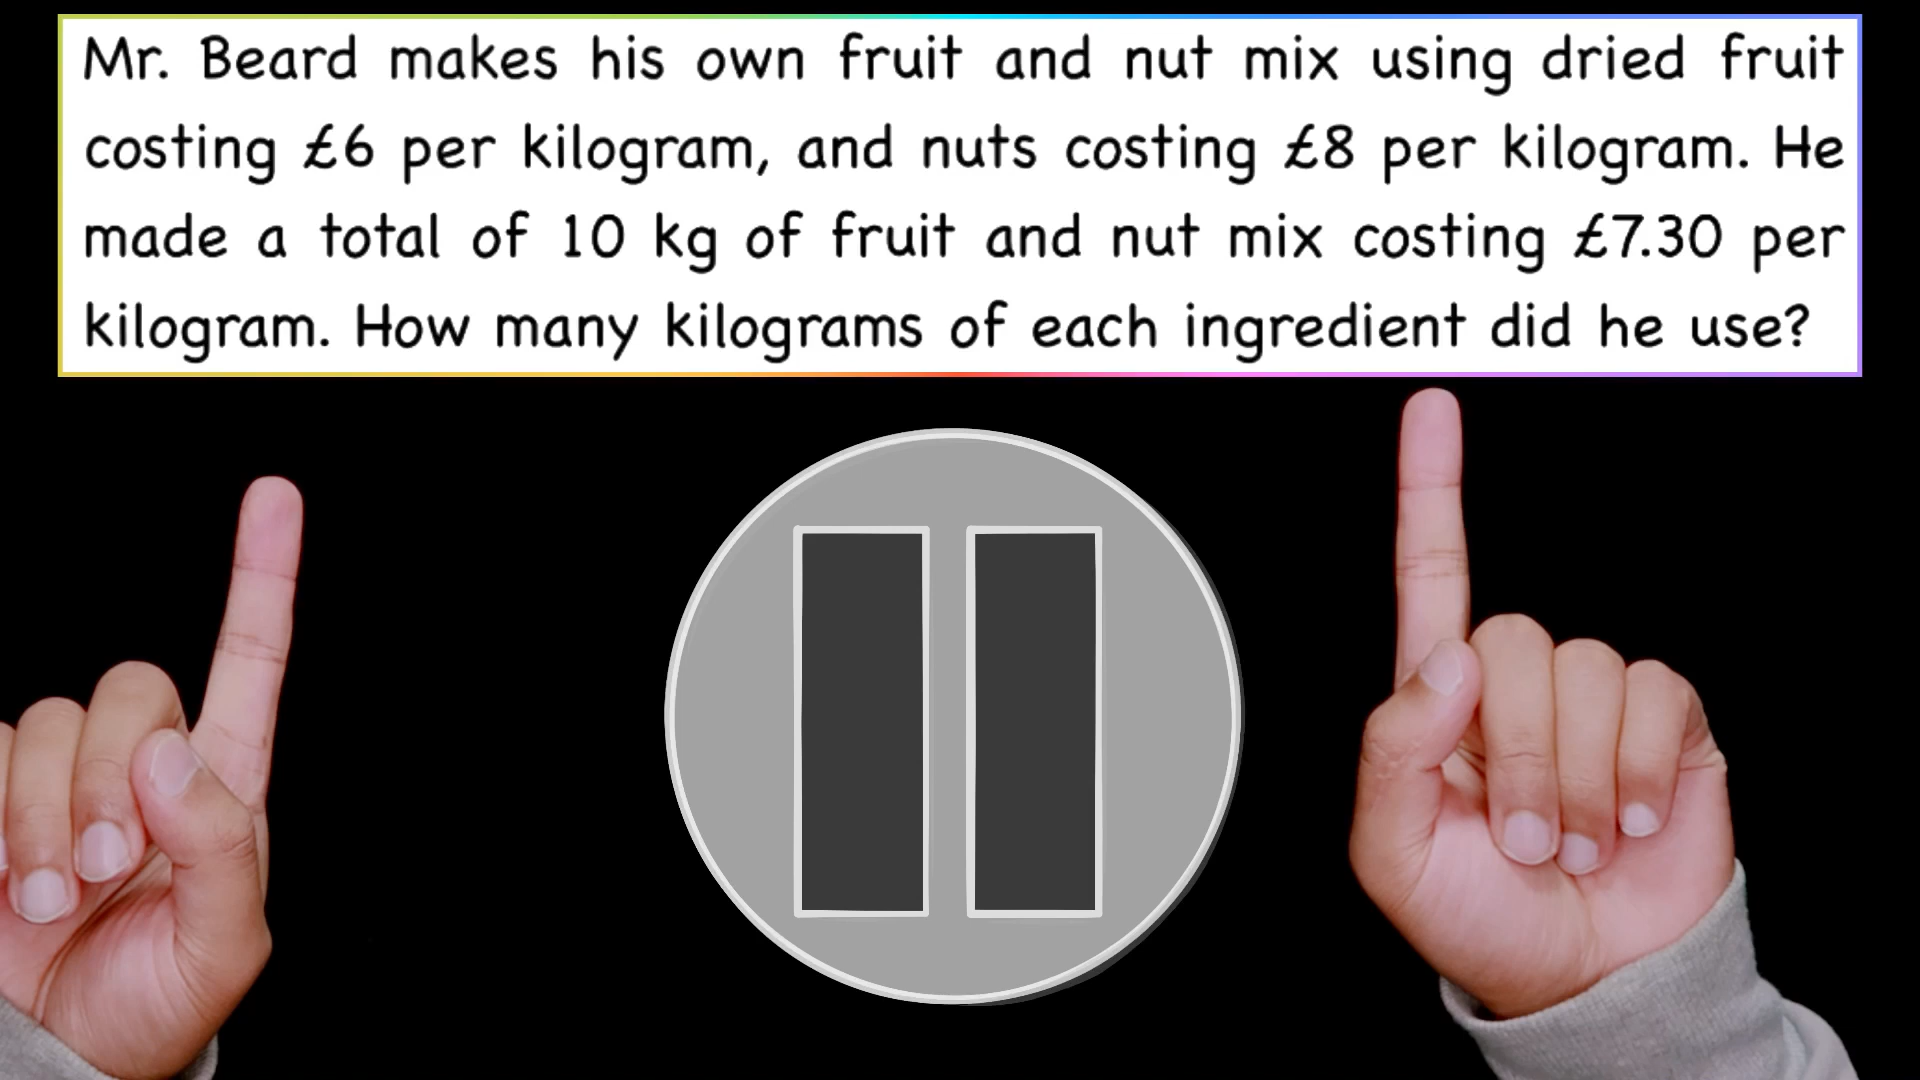 Mr. Beard makes his own fruit and nut mix using dried fruit
costing £6 per kilogram, and nuts costing £8 per kilogram. He
made a total of 10 kg of fruit and nut mix costing £7.30 per
kilogram. How many kilograms of each ingredient did he use?